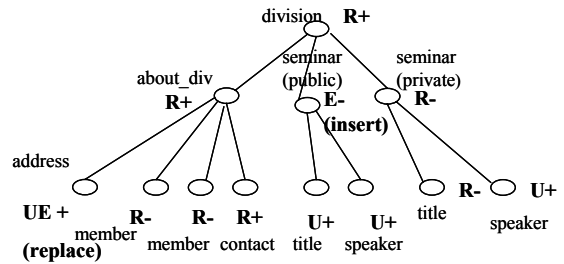 division R+
seminar seminar
(public) (private)
about_div
R+ E- R-
(insert)
address
UE + R- R- R+ U+ U+ R- U+
title
(replace) member member contact title speaker speaker